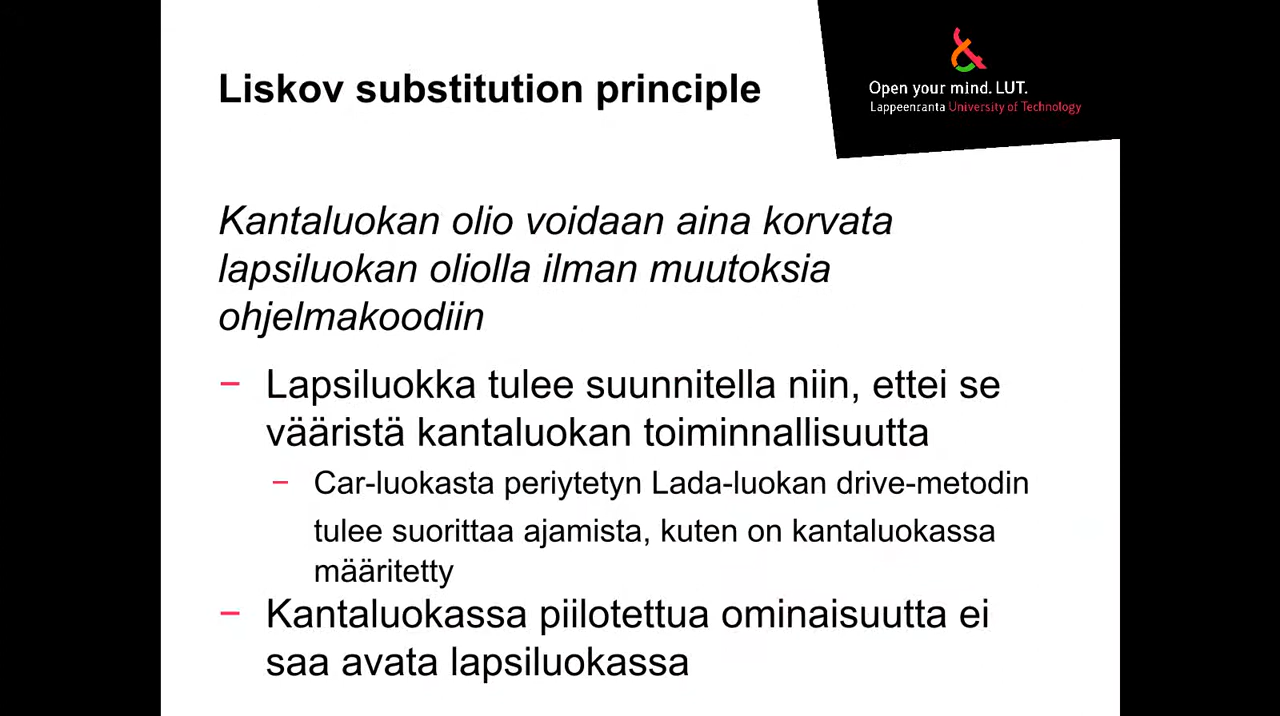 Liskov substitution principle
Open your mind. LUT.
Lappeenranta University of Technology
Kantaluokan olio voidaan aina korvata
lapsiluokan oliolla ilman muutoksia
ohjelmakoodiin
− Lapsiluokka tulee suunnitella niin, ettei se
vääristä kantaluokan toiminnallisuutta
− Car-luokasta periytetyn Lada-luokan drive-metodin
tulee suorittaa ajamista, kuten on kantaluokassa
määritetty
− Kantaluokassa piilotettua ominaisuutta ei
saa avata lapsiluokassa